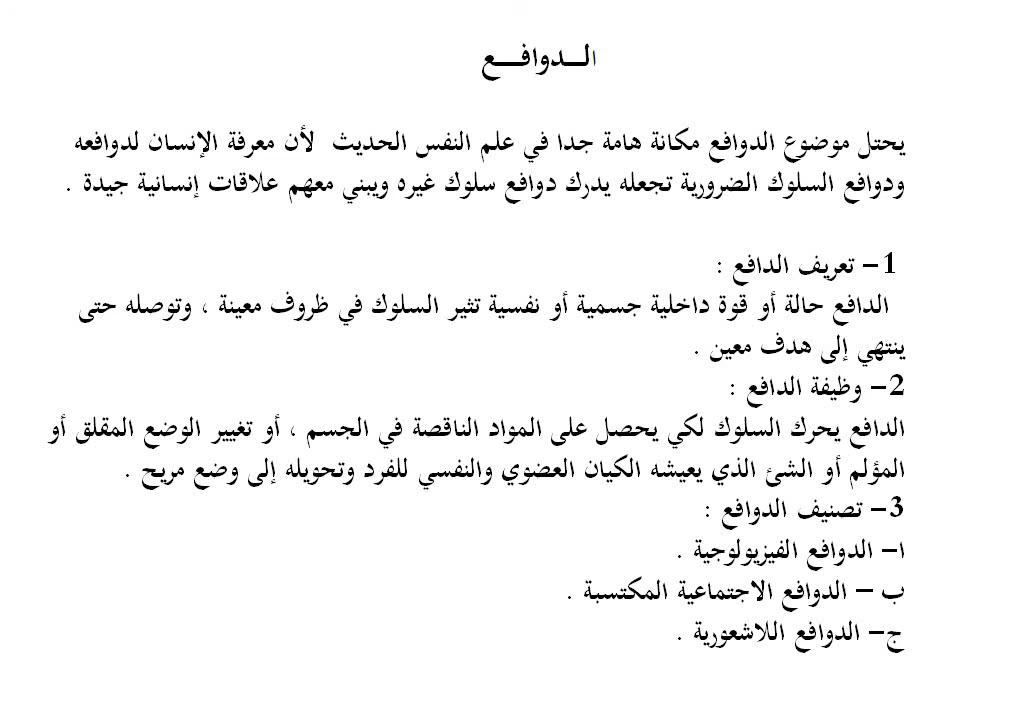 الـــدوافـــع
يحتل موضوع الدوافع مكانة هامة جدا في علم النفس الحديث لأن معرفة الإنسان لدوافعه
ودوافع السلوك الضرورية تجعله يدرك دوافع سلوك غيره ويبني معهم علاقات إنسانية جيدة .
1– تعريف الدافع :
الدافع حالة أو قوة داخلية جسمية أو نفسية تثير السلوك في ظروف معينة ، وتوصله حتى
ينتهي إلى هدف معين .
2– وظيفة الدافع :
الدافع يحرك السلوك لكي يحصل على المواد الناقصة في الجسم ، أو تغيير الوضع المقلق أو
المؤلم أو الشئ الذي يعيشه الكيان العضوي والنفسي للفرد وتحويله إلى وضع مريح .
3– تصنيف الدوافع :
ا– الدوافع الفيزيولوجية .
ب – الدوافع الاجتماعية المكتسبة .
ج– الدوافع اللاشعورية .